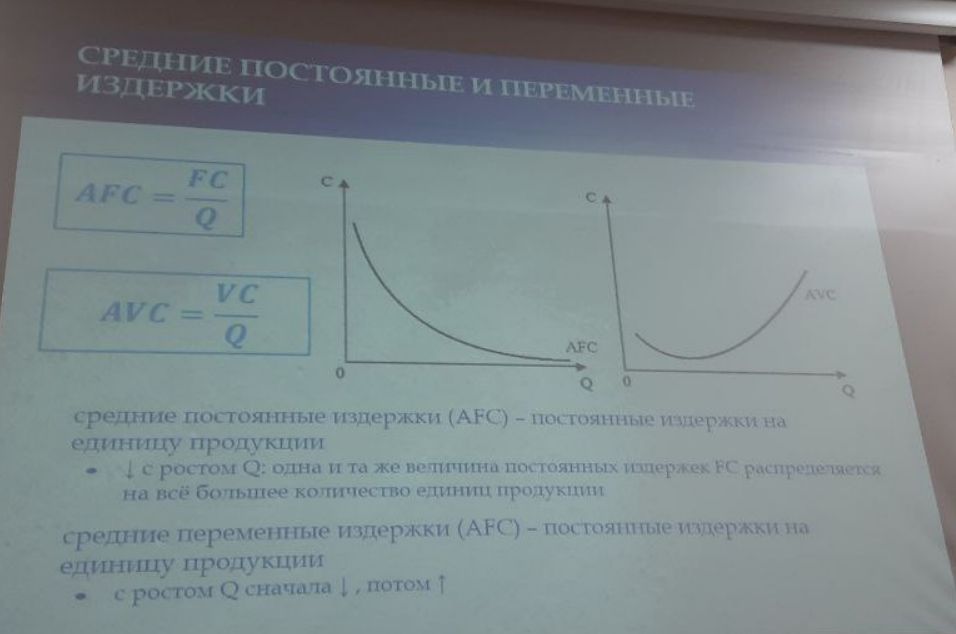 СРЕДНИЕ ПОСТОЯННЫЕ И ПЕРЕМЕННЫЕ
ИЗДЕРЖКИ
AFC = FC/Q
AVC = VC/Q
C
AFC
0
Q
C
AVC
0
Q
средние постоянные издержки (AFC) – постоянные издержки на
единицу продукции
• ↓ с ростом Q: одна и та же величина постоянных издержек FC распределяется
на всё большее количество единиц продукции
средние переменные издержки (AFC) – постоянные издержки на
единицу продукции
• с ростом Q сначала ↓ , потом ↑